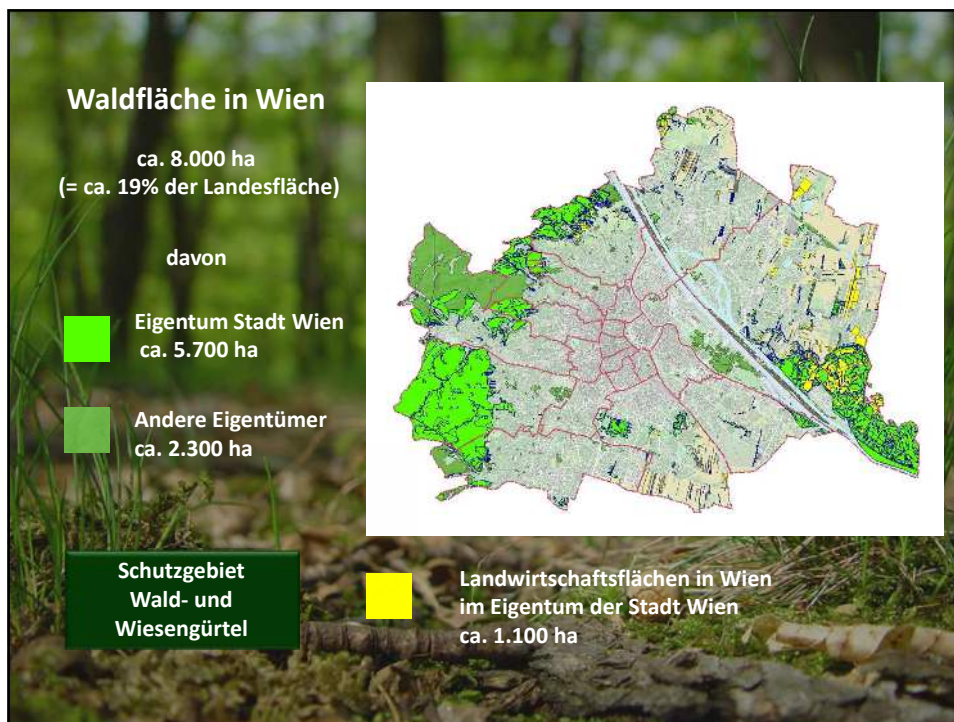 Waldfläche in Wien
ca. 8.000 ha
(= ca. 19% der Landesfläche)
davon
Eigentum Stadt Wien
ca. 5.700 ha
Andere Eigentümer
ca. 2.300 ha
Schutzgebiet
Wald- und
Wiesengürtel
Landwirtschaftsflächen in Wien
im Eigentum der Stadt Wien
ca. 1.100 ha